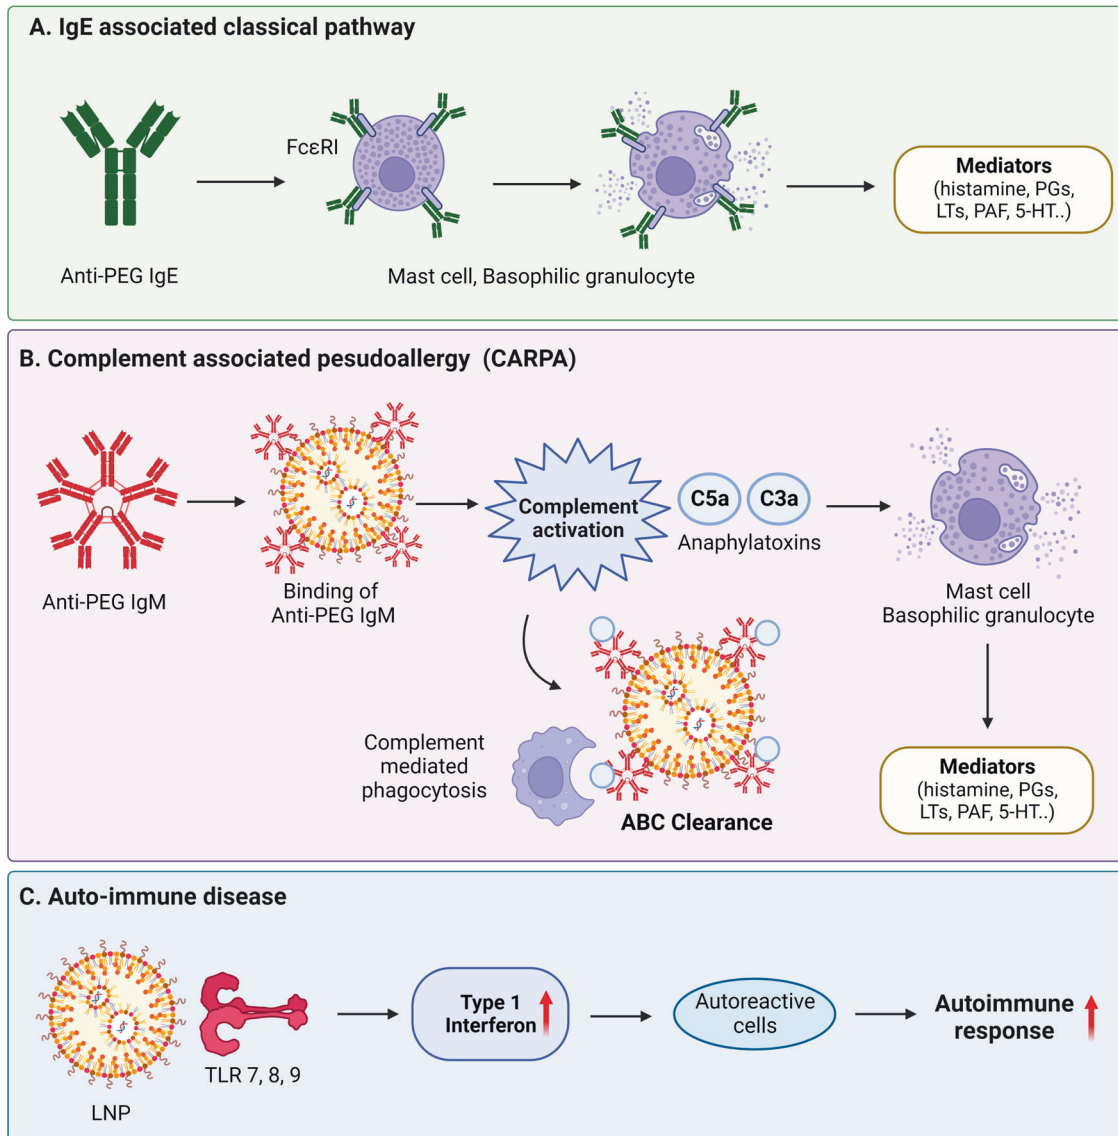 A. IgE associated classical pathway
FcεRI
Mediators
(histamine, PGs,
LTs, PAF, 5-HT..)
Anti-PEG IgE
Mast cell, Basophilic granulocyte
B. Complement associated pesudoallergy (CARPA)
Complement
activation
C5a
C3a
Anaphylatoxins
Anti-PEG IgM
Binding of
Anti-PEG IgM
Mast cell
Basophilic granulocyte
Complement
mediated
phagocytosis
ABC Clearance
Mediators
(histamine, PGs,
LTs, PAF, 5-HT..)
C. Auto-immune disease
LNP
TLR 7, 8, 9
Type 1
Interferon
Autoreactive
cells
Autoimmune
response